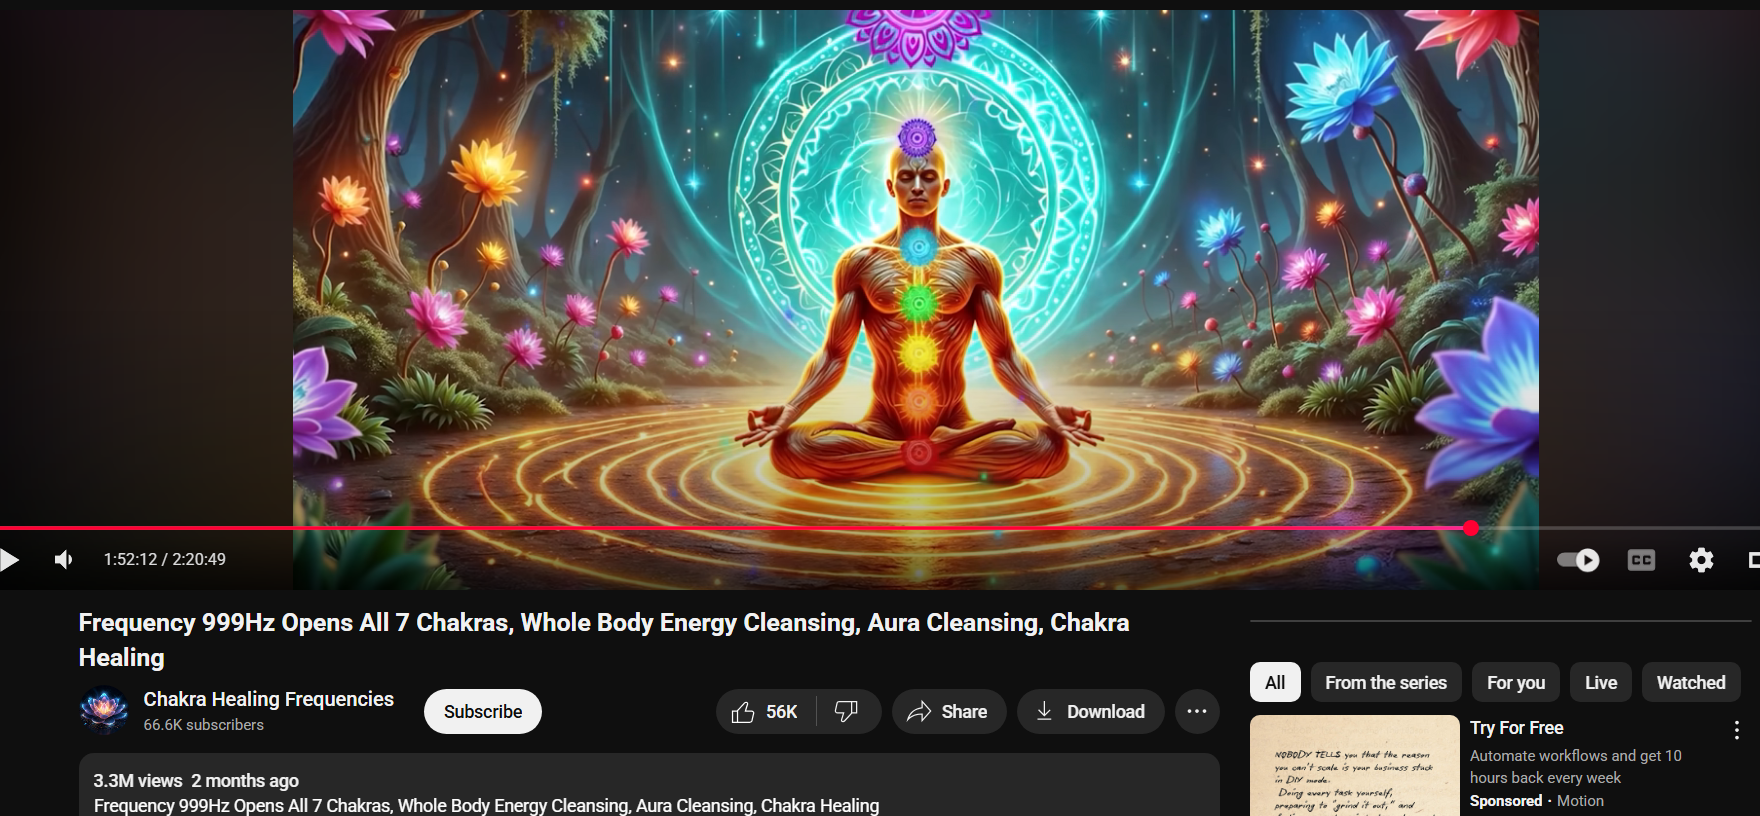 1:52:12 / 2:20:49
CC
Frequency 999Hz Opens All 7 Chakras, Whole Body Energy Cleansing, Aura Cleansing, Chakra
Healing
Chakra Healing Frequencies
66.6K subscribers
Subscribe
56K
Share
Download
3.3M views 2 months ago
Frequency 999Hz Opens All 7 Chakras, Whole Body Energy Cleansing, Aura Cleansing, Chakra Healing
All
From the series
For you
Live
Watched
NOBODY TELLS you that the reason
you can't scale is your business stuck
in DIY mode.
Doing every task yourself,
preparing to "grind it out," and
Try For Free
Automate workflows and get 10
hours back every week
Sponsored · Motion